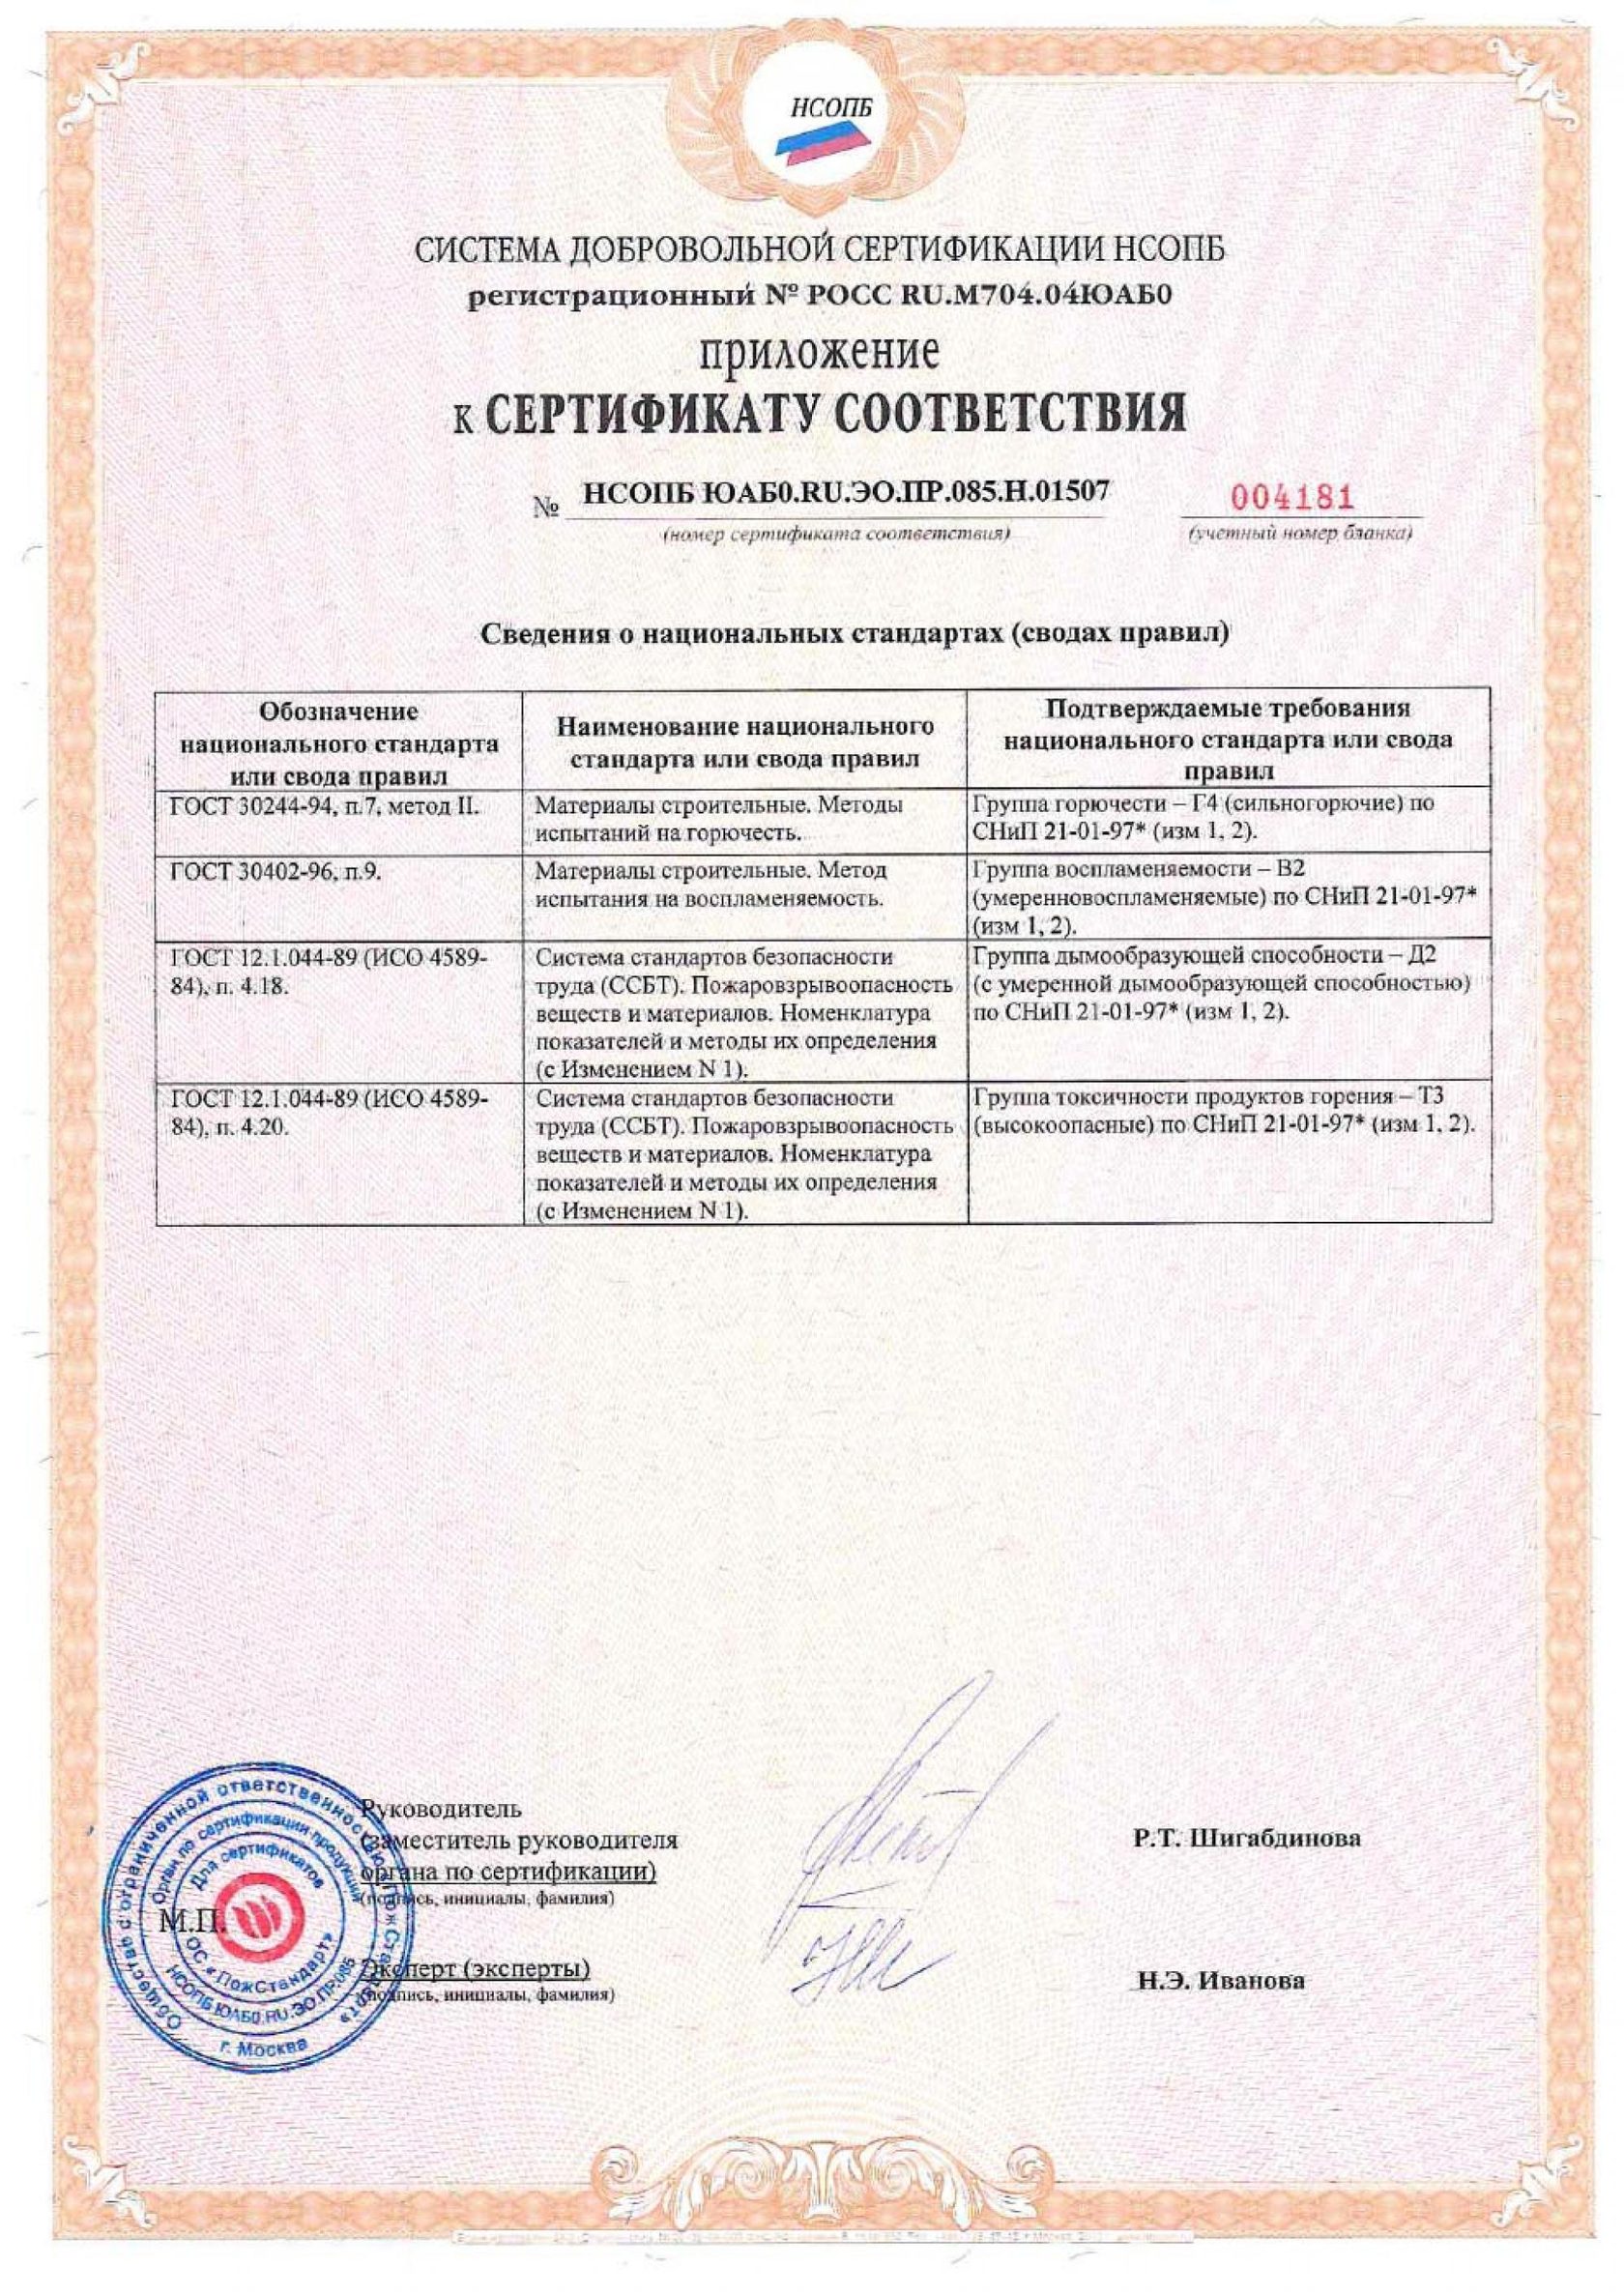 НСОПБ
СИСТЕМА ДОБРОВОЛЬНОЙ СЕРТИФИКАЦИИ НСОПБ
регистрационный № РОСС RU.М704.04ЮАБ0
приложение
к СЕРТИФИКАТУ СООТВЕТСТВИЯ
№ НСОПБ ЮАБ0.RU.ЭО.ПР.085.Н.01507
004181
(номер сертификата соответствия)
(учетный номер бланка)
Сведения о национальных стандартах (сводах правил)
Обозначение
национального стандарта
или свода правил
Наименование национального
стандарта или свода правил
Подтверждаемые требования
национального стандарта или свода
правил
ГОСТ 30244-94, п.7, метод II.
Материалы строительные. Методы
испытаний на горючесть.
Группа горючести – Г4 (сильногорючие) по
СНиП 21-01-97* (изм 1, 2).
ГОСТ 30402-96, п.9.
Материалы строительные. Метод
испытания на воспламеняемость.
Группа воспламеняемости – В2
(умеренновоспламеняемые) по СНиП 21-01-97*
(изм 1, 2).
ГОСТ 12.1.044-89 (ИСО 4589-
84), п. 4.18.
Система стандартов безопасности
труда (ССБТ). Пожаровзрывоопасность
веществ и материалов. Номенклатура
показателей и методы их определения
(с Изменением N 1).
Группа дымообразующей способности – Д2
(с умеренной дымообразующей способностью)
по СНиП 21-01-97* (изм 1, 2).
ГОСТ 12.1.044-89 (ИСО 4589-
84), п. 4.20.
Система стандартов безопасности
труда (ССБТ). Пожаровзрывоопасность
веществ и материалов. Номенклатура
показателей и методы их определения
(с Изменением N 1).
Группа токсичности продуктов горения – Т3
(высокоопасные) по СНиП 21-01-97* (изм 1, 2).
Руководитель
(заместитель руководителя
органа по сертификации)
(подпись, инициалы, фамилия)
Р.Т. Шигабдинова
М.П.
Эксперт (эксперты)
(подпись, инициалы, фамилия)
Н.Э. Иванова
Общество с ограниченной ответственностью «ПожСтандарт»
г. Москва
Орган по сертификации продукции
НСОПБ ЮАБ0.RU.ЭО.ПР.085
Для сертификатов
ОС «ПожСтандарт»